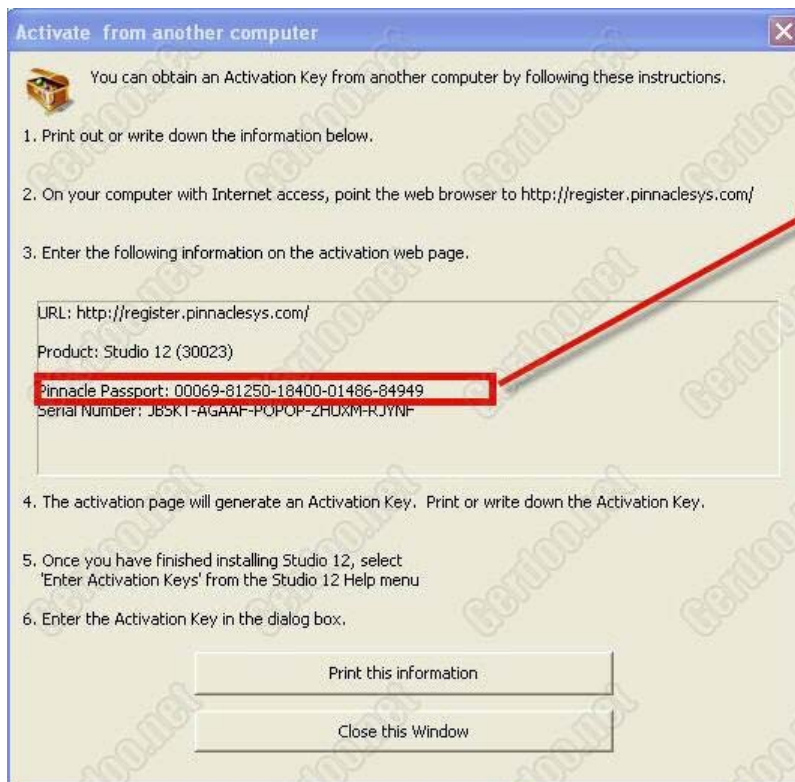 Activate from another computer
You can obtain an Activation Key from another computer by following these instructions.
1. Print out or write down the information below.
2. On your computer with Internet access, point the web browser to http://register.pinnaclesys.com/
3. Enter the following information on the activation web page.
URL: http://register.pinnaclesys.com/
Product: Studio 12 (30023)
Pinnacle Passport: 00069-81250-18400-01486-84949
Serial Number:
4. The activation page will generate an Activation Key. Print or write down the Activation Key.
5. Once you have finished installing Studio 12, select
'Enter Activation Keys' from the Studio 12 Help menu
6. Enter the Activation Key in the dialog box.
Print this information
Close this Window
Gerdoo.net